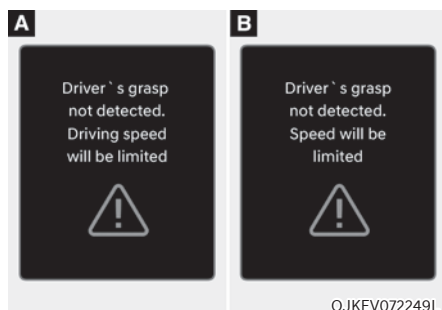 A
Driver`s grasp
not detected.
Driving speed
will be limited
B
Driver`s grasp
not detected.
Speed will be
limited
OJKEV072249L